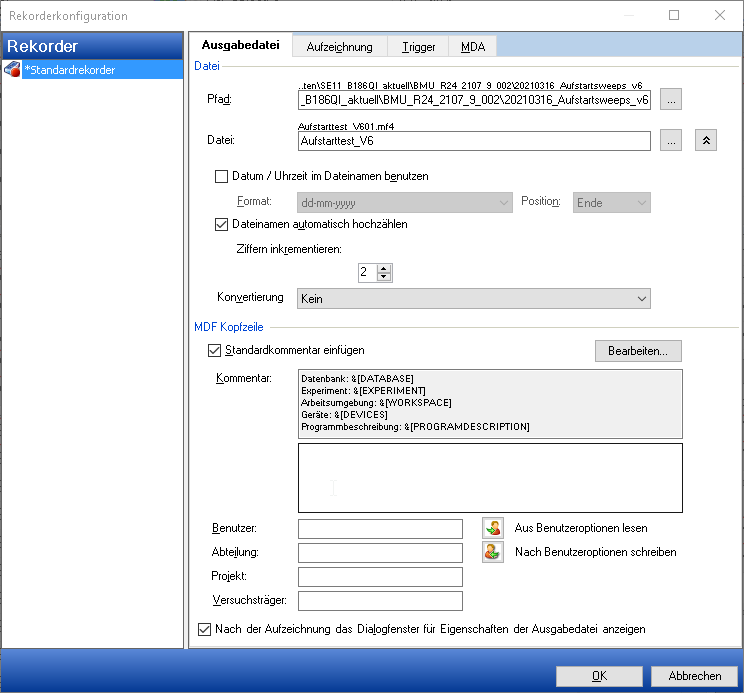 Rekorderkonfiguration
Rekorder
*Standardrekorder
Ausgabedatei
Aufzeichnung
Trigger
MDA
Datei
..ten\SE11_B186QI_aktuell\BMU_R24_2107_9_002\20210316_Aufstartsweeps_v6
Pfad:
_B186QI_aktuell\BMU_R24_2107_9_002\20210316_Aufstartsweeps_v6
...
Aufstarttest_V601.mf4
Datei:
Aufstarttest_V6
...
Datum / Uhrzeit im Dateinamen benutzen
Format:
dd-mm-yyyy
Position:
Ende
Dateinamen automatisch hochzählen
Ziffern inkrementieren:
2
Konvertierung
Kein
MDF Kopfzeile
Standardkommentar einfügen
Bearbeiten...
Kommentar:
Datenbank: &[DATABASE]
Experiment: &[EXPERIMENT]
Arbeitsumgebung: &[WORKSPACE]
Geräte: &[DEVICES]
Programmbeschreibung: &[PROGRAMDESCRIPTION]
Benutzer:
Aus Benutzeroptionen lesen
Abteilung:
Nach Benutzeroptionen schreiben
Projekt:
Versuchsträger:
Nach der Aufzeichnung das Dialogfenster für Eigenschaften der Ausgabedatei anzeigen
OK
Abbrechen